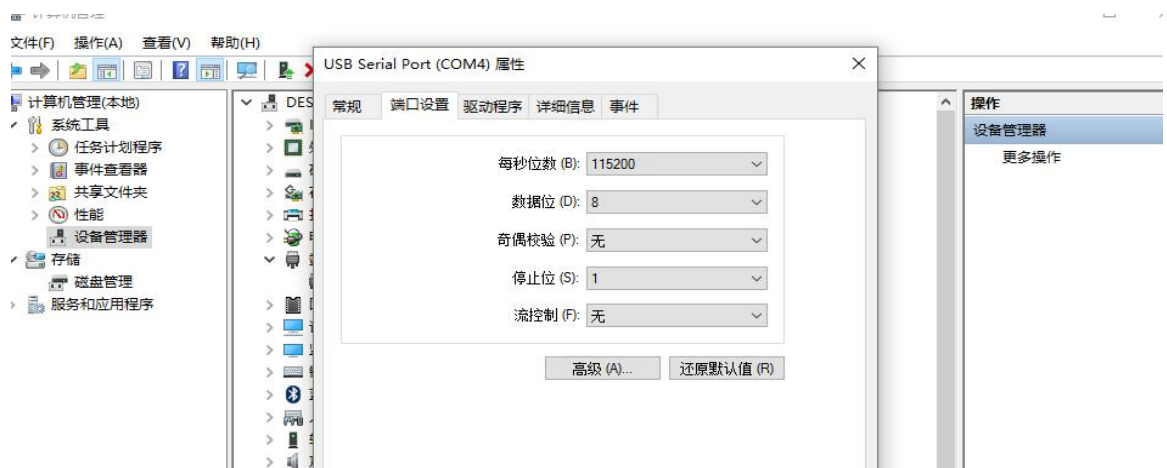 文件(F) 操作(A) 查看(V) 帮助(H)
USB Serial Port (COM4) 属性
计算机管理(本地)
系统工具
任务计划程序
事件查看器
共享文件夹
性能
设备管理器
存储
磁盘管理
服务和应用程序
DES
常规 端口设置 驱动程序 详细信息 事件
每秒位数 (B): 115200
数据位 (D): 8
奇偶校验 (P): 无
停止位 (S): 1
流控制 (F): 无
高级 (A)... 还原默认值 (R)
操作
设备管理器
更多操作